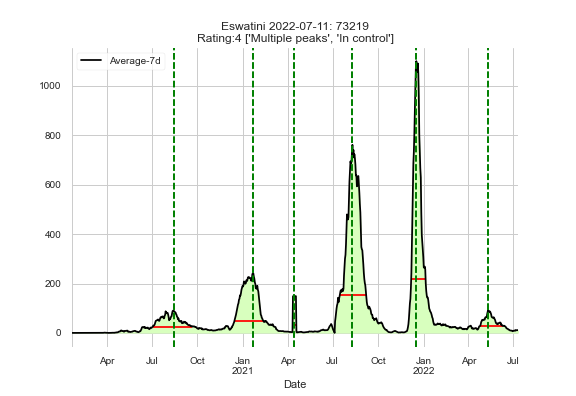 Eswatini 2022-07-11: 73219
Rating:4 ['Multiple peaks', 'In control']
Average-7d
1000
800
600
400
200
0
Apr Jul Oct Jan Apr Jul Oct Jan Apr Jul
2021 2022
Date